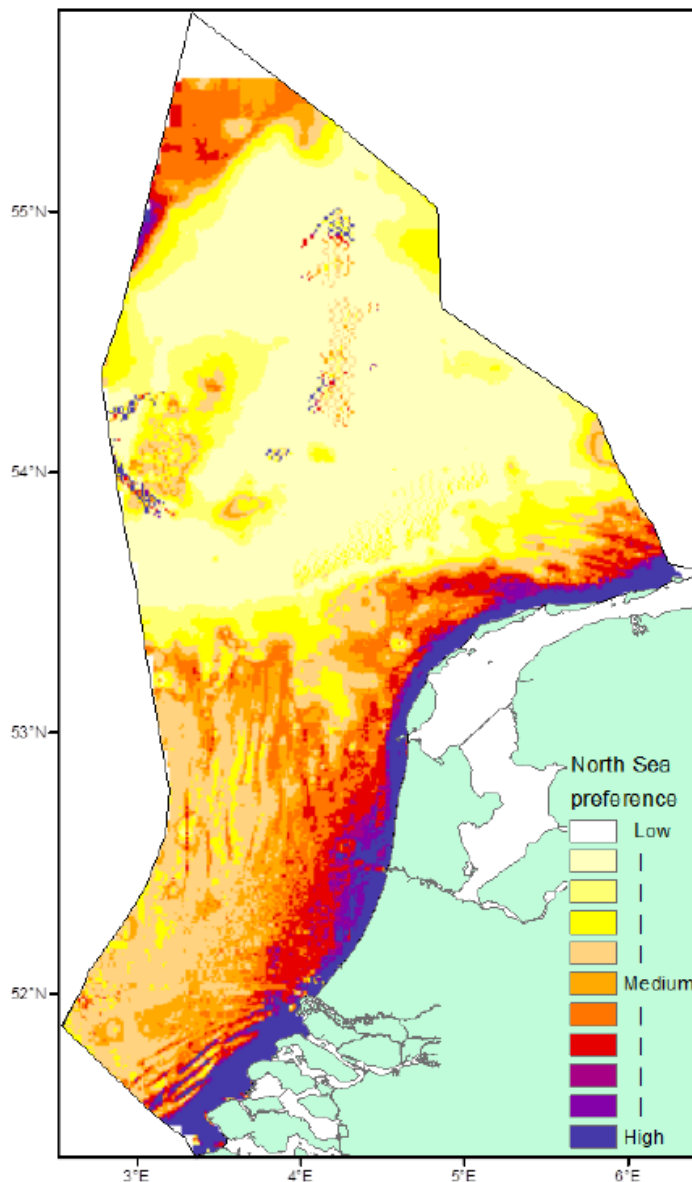 55°N
54°N
53°N
52°N
North Sea
preference
Low
|
|
|
|
Medium
|
|
|
|
High
3°E 4°E 5°E 6°E